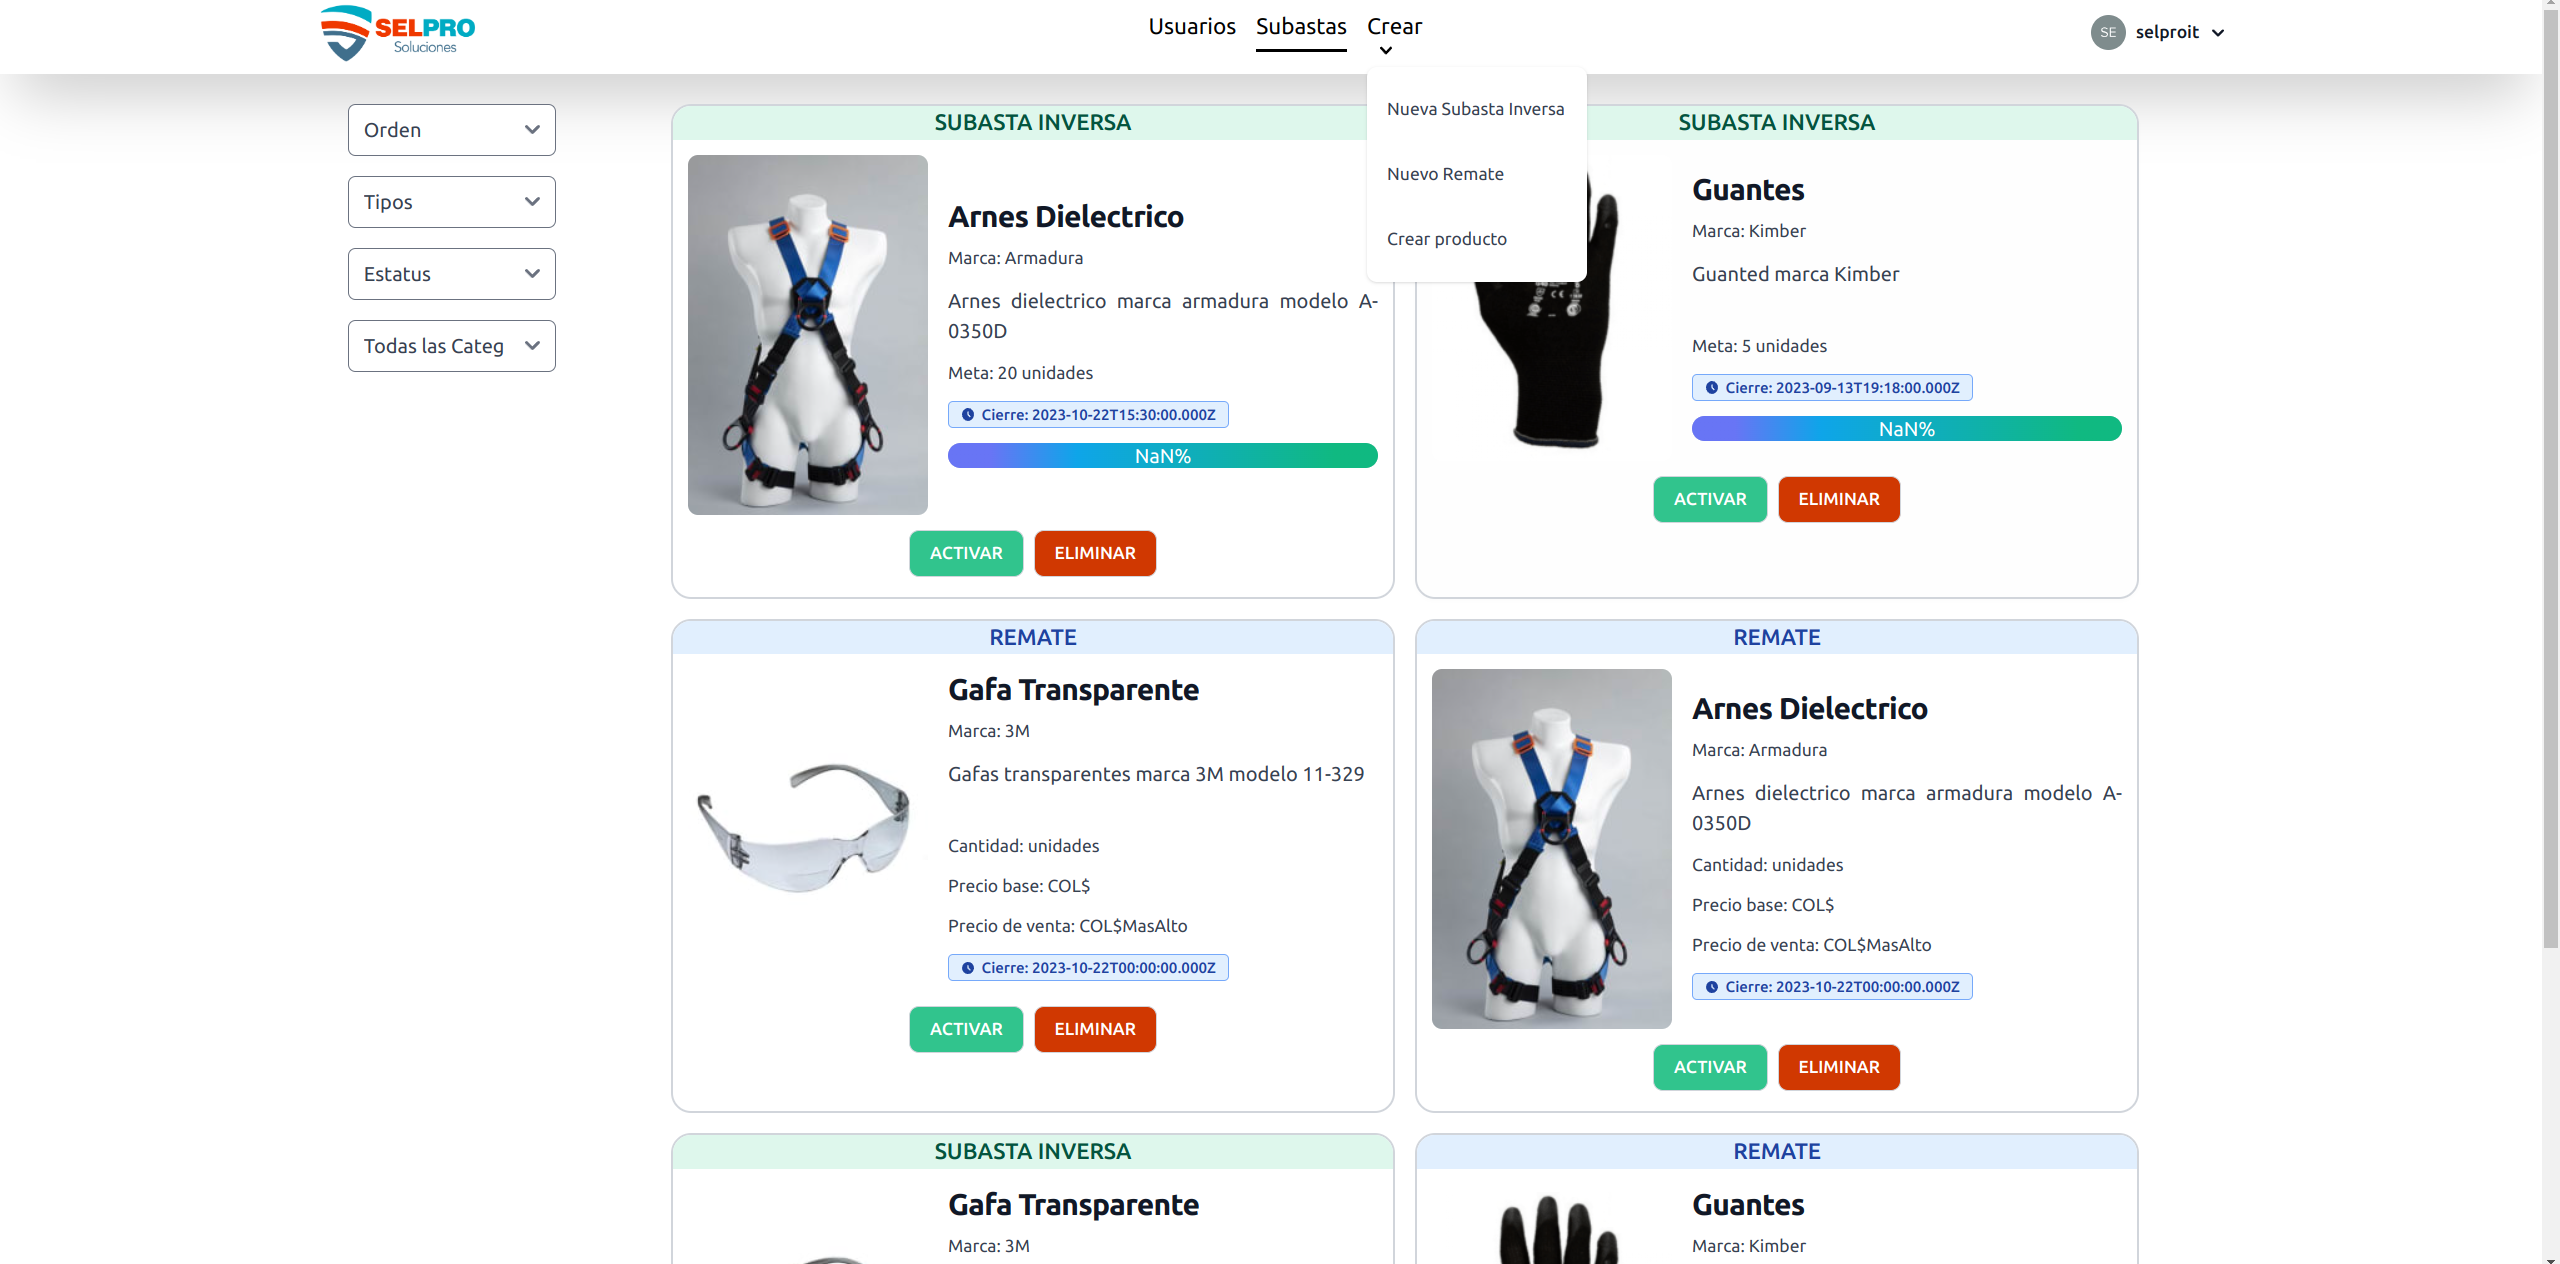 SELPRO
Soluciones
Usuarios
Subastas
Crear
SE
selproit
Nueva Subasta Inversa
Nuevo Remate
Crear producto
Orden
Tipos
Estatus
Todas las Categ
SUBASTA INVERSA
Arnes Dielectrico
Marca: Armadura
Arnes dielectrico marca armadura modelo A-
0350D
Meta: 20 unidades
Cierre: 2023-10-22T15:30:00.000Z
NaN%
ACTIVAR
ELIMINAR
SUBASTA INVERSA
Guantes
Marca: Kimber
Guanted marca Kimber
Meta: 5 unidades
Cierre: 2023-09-13T19:18:00.000Z
NaN%
ACTIVAR
ELIMINAR
REMATE
Gafa Transparente
Marca: 3M
Gafas transparentes marca 3M modelo 11-329
Cantidad: unidades
Precio base: COL$
Precio de venta: COL$MasAlto
Cierre: 2023-10-22T00:00:00.000Z
ACTIVAR
ELIMINAR
REMATE
Arnes Dielectrico
Marca: Armadura
Arnes dielectrico marca armadura modelo A-
0350D
Cantidad: unidades
Precio base: COL$
Precio de venta: COL$MasAlto
Cierre: 2023-10-22T00:00:00.000Z
ACTIVAR
ELIMINAR
SUBASTA INVERSA
Gafa Transparente
Marca: 3M
REMATE
Guantes
Marca: Kimber